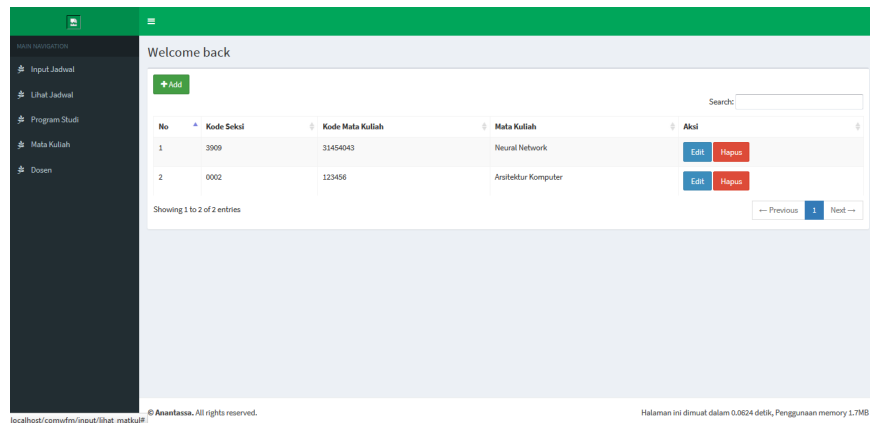 MAIN NAVIGATION
Input Jadwal
Lihat Jadwal
Program Studi
Mata Kuliah
Dosen
Welcome back
Add
Search:
No Kode Seksi Kode Mata Kuliah Mata Kuliah Aksi
1 3909 31454043 Neural Network Edit Hapus
2 0002 123456 Arsitektur Komputer Edit Hapus
Showing 1 to 2 of 2 entries
← Previous 1 Next →
© Anantassa. All rights reserved.
Halaman ini dimuat dalam 0.0624 detik, Penggunaan memory 1.7MB
localhost/comwfm/input/lihat_matkul#